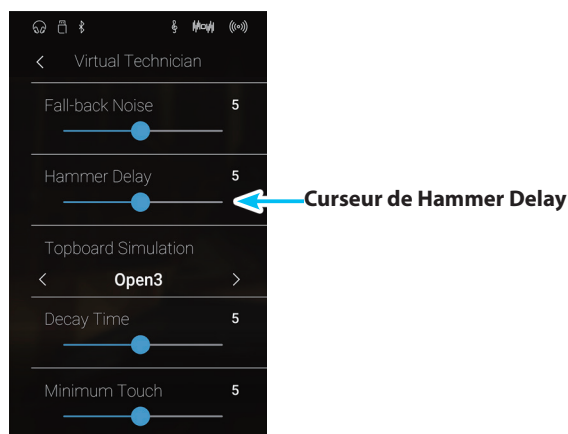 Virtual Technician
Fall-back Noise 5
Hammer Delay 5
Curseur de Hammer Delay
Topboard Simulation
Open3
Decay Time 5
Minimum Touch 5